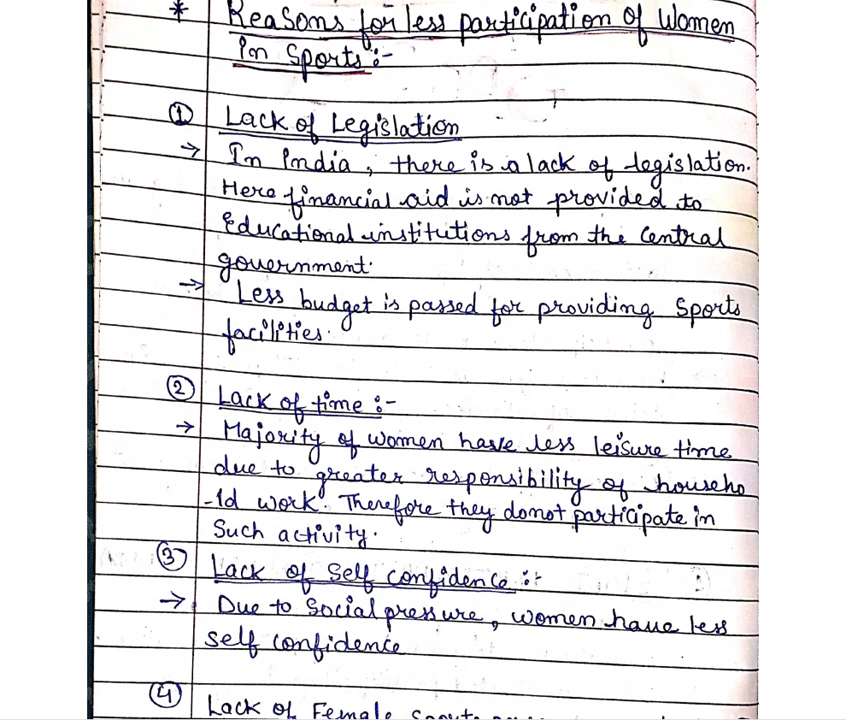 * Reasons for less participation of Women
in Sports :-
① Lack of Legislation
→ In India, there is a lack of legislation.
Here financial aid is not provided to
Educational institutions from the Central
government.
→ Less budget is passed for providing Sports
facilities.
② Lack of time :-
→ Majority of women have less leisure time
due to greater responsibility of househo
-ld work. Therefore they donot participate in
Such activity.
③ Lack of Self confidence :-
→ Due to Social pressure, women have less
self confidence
④ Lack of Female